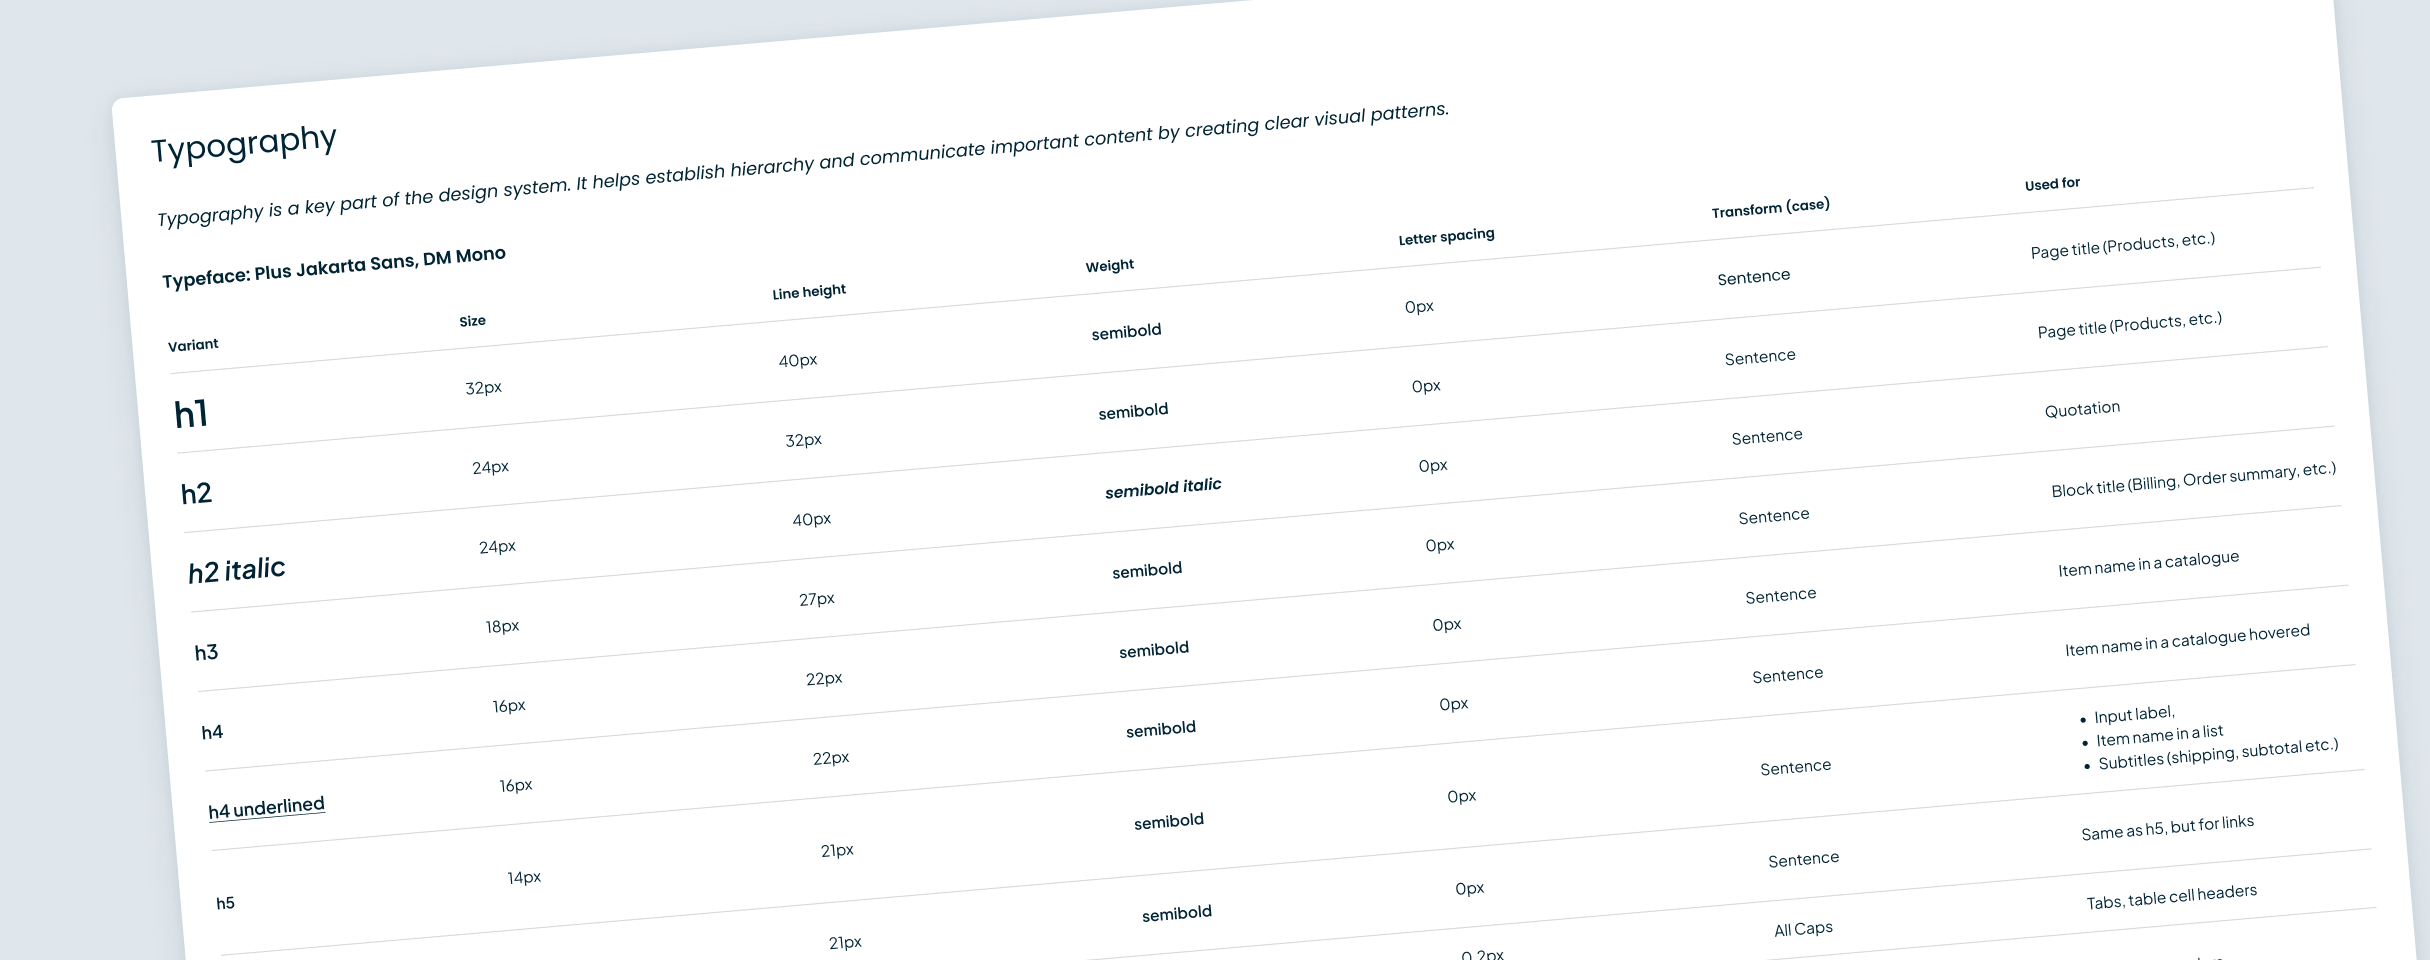 Typography
Typography is a key part of the design system. It helps establish hierarchy and communicate important content by creating clear visual patterns.
Typeface: Plus Jakarta Sans, DM Mono
Variant Size Line height Weight Letter spacing Transform (case) Used for
h1 32px 40px semibold 0px Sentence Page title (Products, etc.)
h2 24px 32px semibold 0px Sentence Page title (Products, etc.)
h2 italic 24px 40px semibold italic 0px Sentence Quotation
h3 18px 27px semibold 0px Sentence Block title (Billing, Order summary, etc.)
h4 16px 22px semibold 0px Sentence Item name in a catalogue
h4 underlined 16px 22px semibold 0px Sentence Item name in a catalogue hovered
h5 14px 21px semibold 0px Sentence
• Input label,
• Item name in a list
• Subtitles (shipping, subtotal etc.)
21px semibold 0px Sentence Same as h5, but for links
0.2px All Caps Tabs, table cell headers